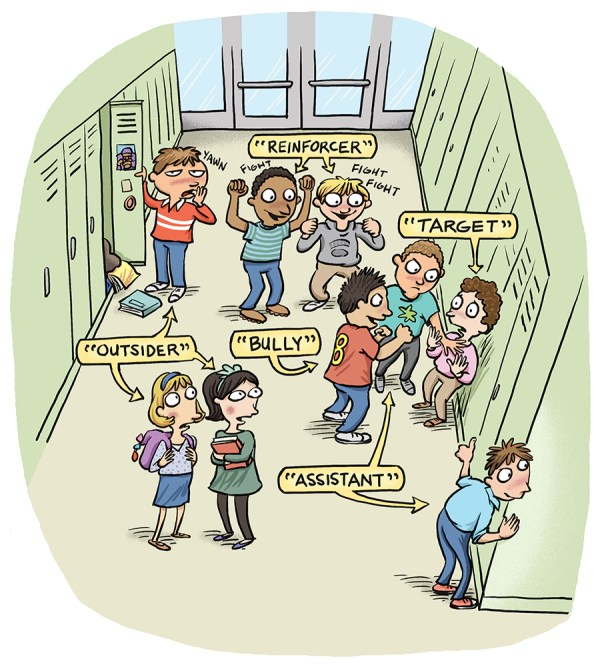 "REINFORCER"
YAWN
FIGHT
FIGHT
FIGHT
"TARGET"
"OUTSIDER"
"BULLY"
8
"ASSISTANT"